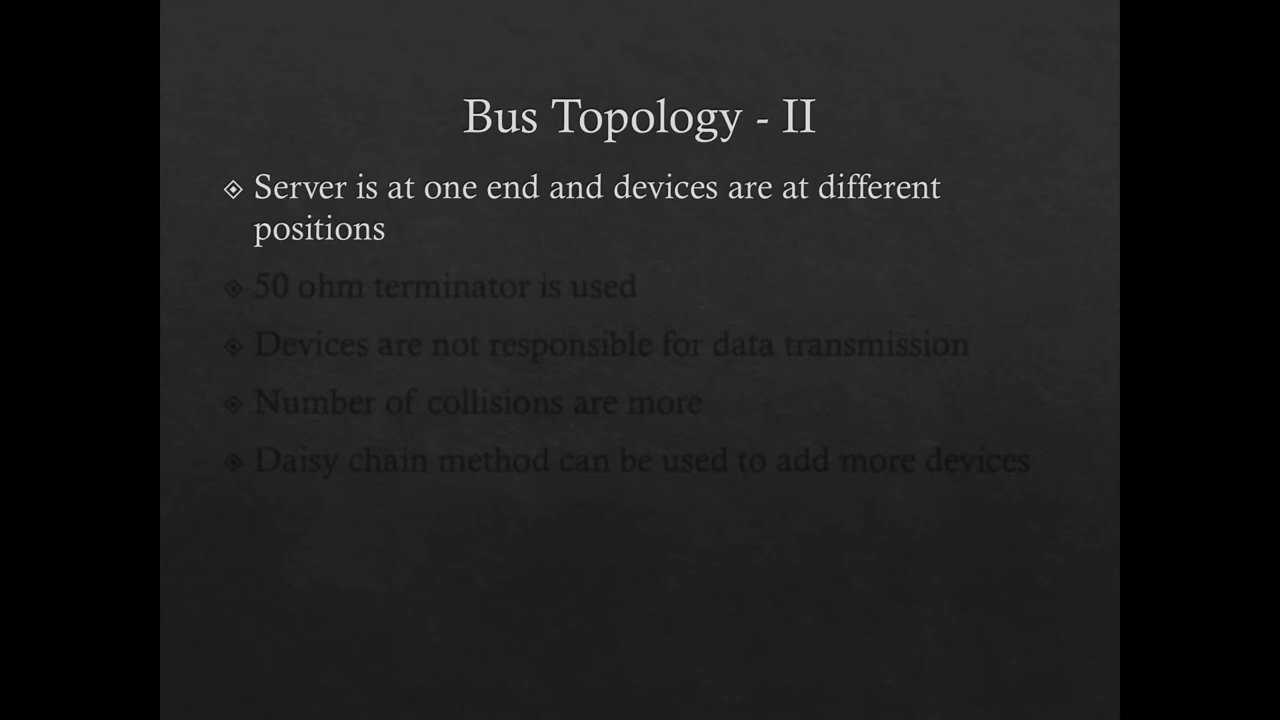 Bus Topology - II
Server is at one end and devices are at different
positions
50 ohm terminator is used
Devices are not responsible for data transmission
Number of collisions are more
Daisy chain method can be used to add more devices